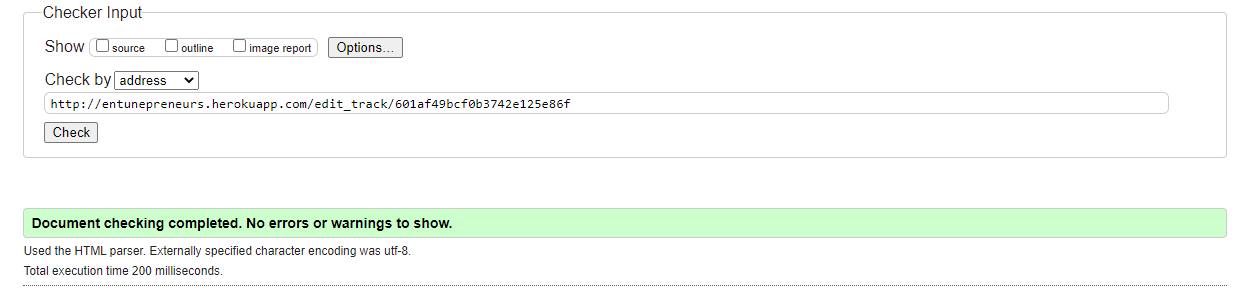 Checker Input
Show source outline image report Options...
Check by address
http://entunepreneurs.herokuapp.com/edit_track/601af49bcf0b3742e125e86f
Check
Document checking completed. No errors or warnings to show.
Used the HTML parser. Externally specified character encoding was utf-8.
Total execution time 200 milliseconds.